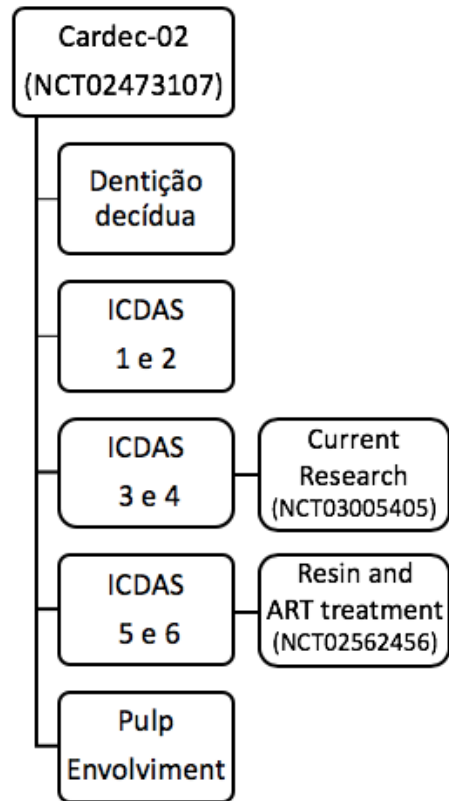 Cardec-02
(NCT02473107)
Dentição
decídua
ICDAS
1 e 2
ICDAS
3 e 4
Current
Research
(NCT03005405)
ICDAS
5 e 6
Resin and
ART treatment
(NCT02562456)
Pulp
Envolviment